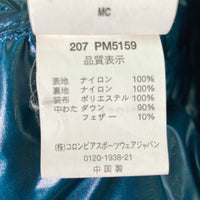 MC
207 PM5159
品質表示
表地 ナイロン 100%
裏地 ナイロン 100%
袋布 ポリエステル 100%
中わた ダウン 90%
フェザー 10%
(株)コロンビアスポーツウェアジャパン
0120-1938-21
中国製